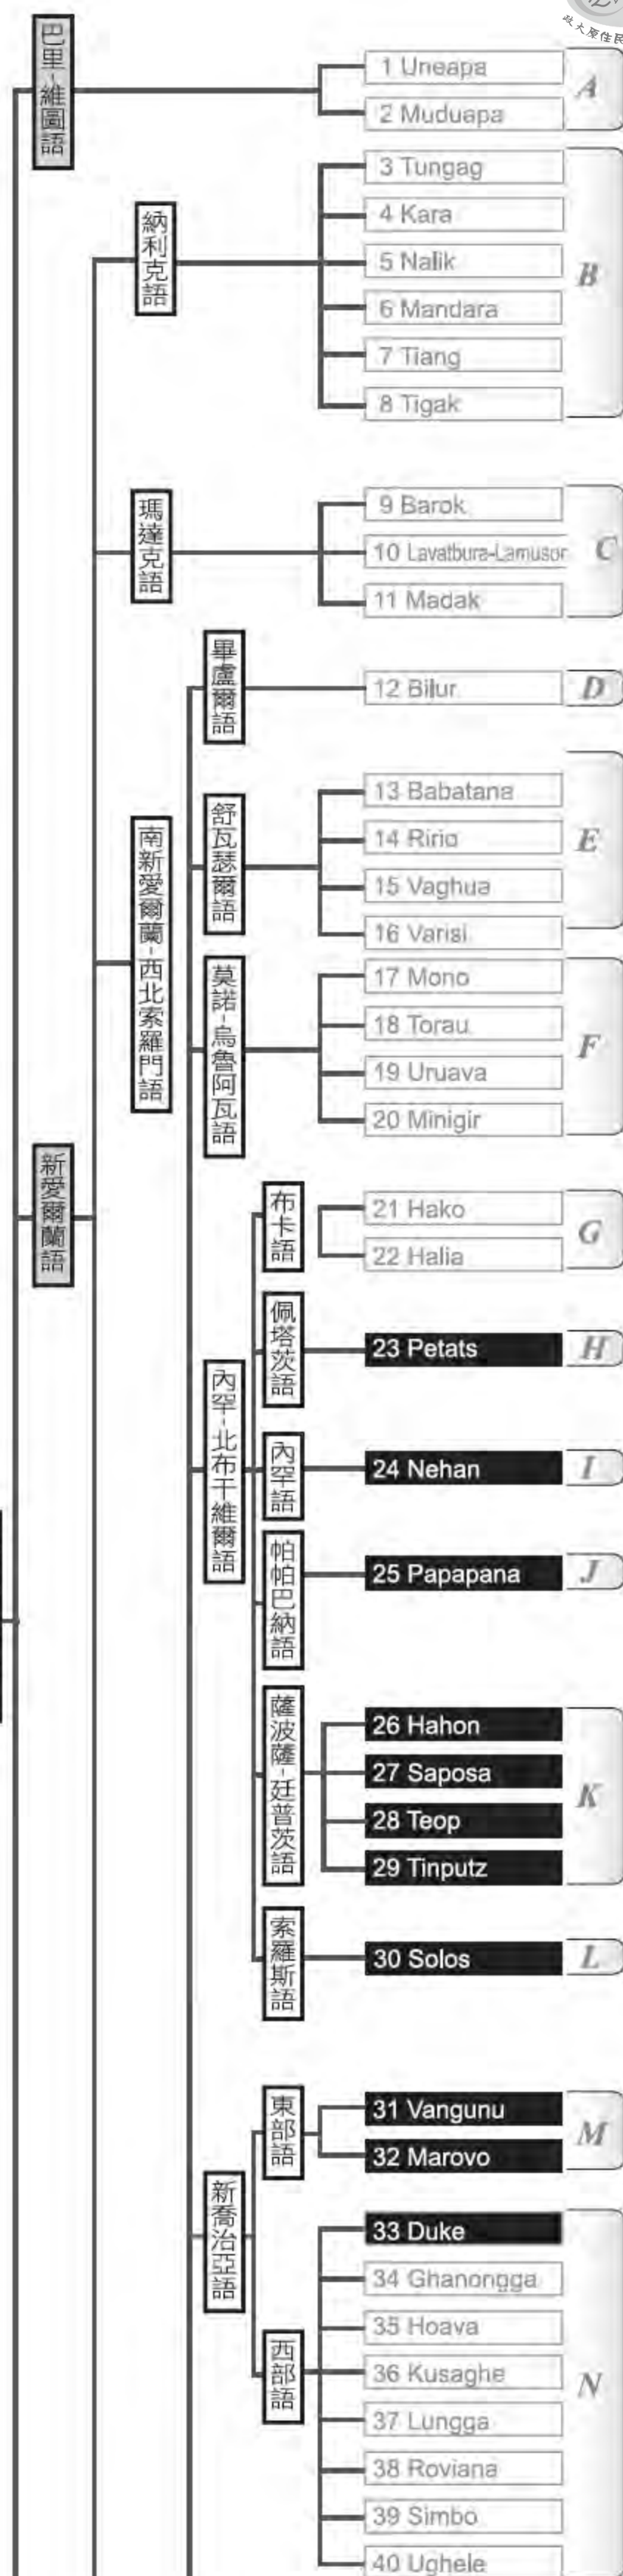 政大原住民
巴里-維圖語
1 Uneapa
2 Muduapa
A
新愛爾蘭語
納利克語
3 Tungag
4 Kara
5 Nalik
6 Mandara
7 Tiang
8 Tigak
B
瑪達克語
9 Barok
10 Lavatbura-Lamusor
11 Madak
C
南新愛爾蘭-西北索羅門語
畢盧爾語
12 Bilur
D
舒瓦瑟爾語
13 Babatana
14 Ririo
15 Vaghua
16 Varisi
E
莫諾-烏魯阿瓦語
17 Mono
18 Torau
19 Uruava
20 Minigir
F
內罕-北布干維爾語
布卡語
21 Hako
22 Halia
G
佩塔茨語
23 Petats
H
內罕語
24 Nehan
I
帕帕巴納語
25 Papapana
J
薩波薩-廷普茨語
26 Hahon
27 Saposa
28 Teop
29 Tinputz
K
索羅斯語
30 Solos
L
新喬治亞語
東部語
31 Vangunu
32 Marovo
M
西部語
33 Duke
34 Ghanongga
35 Hoava
36 Kusaghe
37 Lungga
38 Roviana
39 Simbo
40 Ughele
N